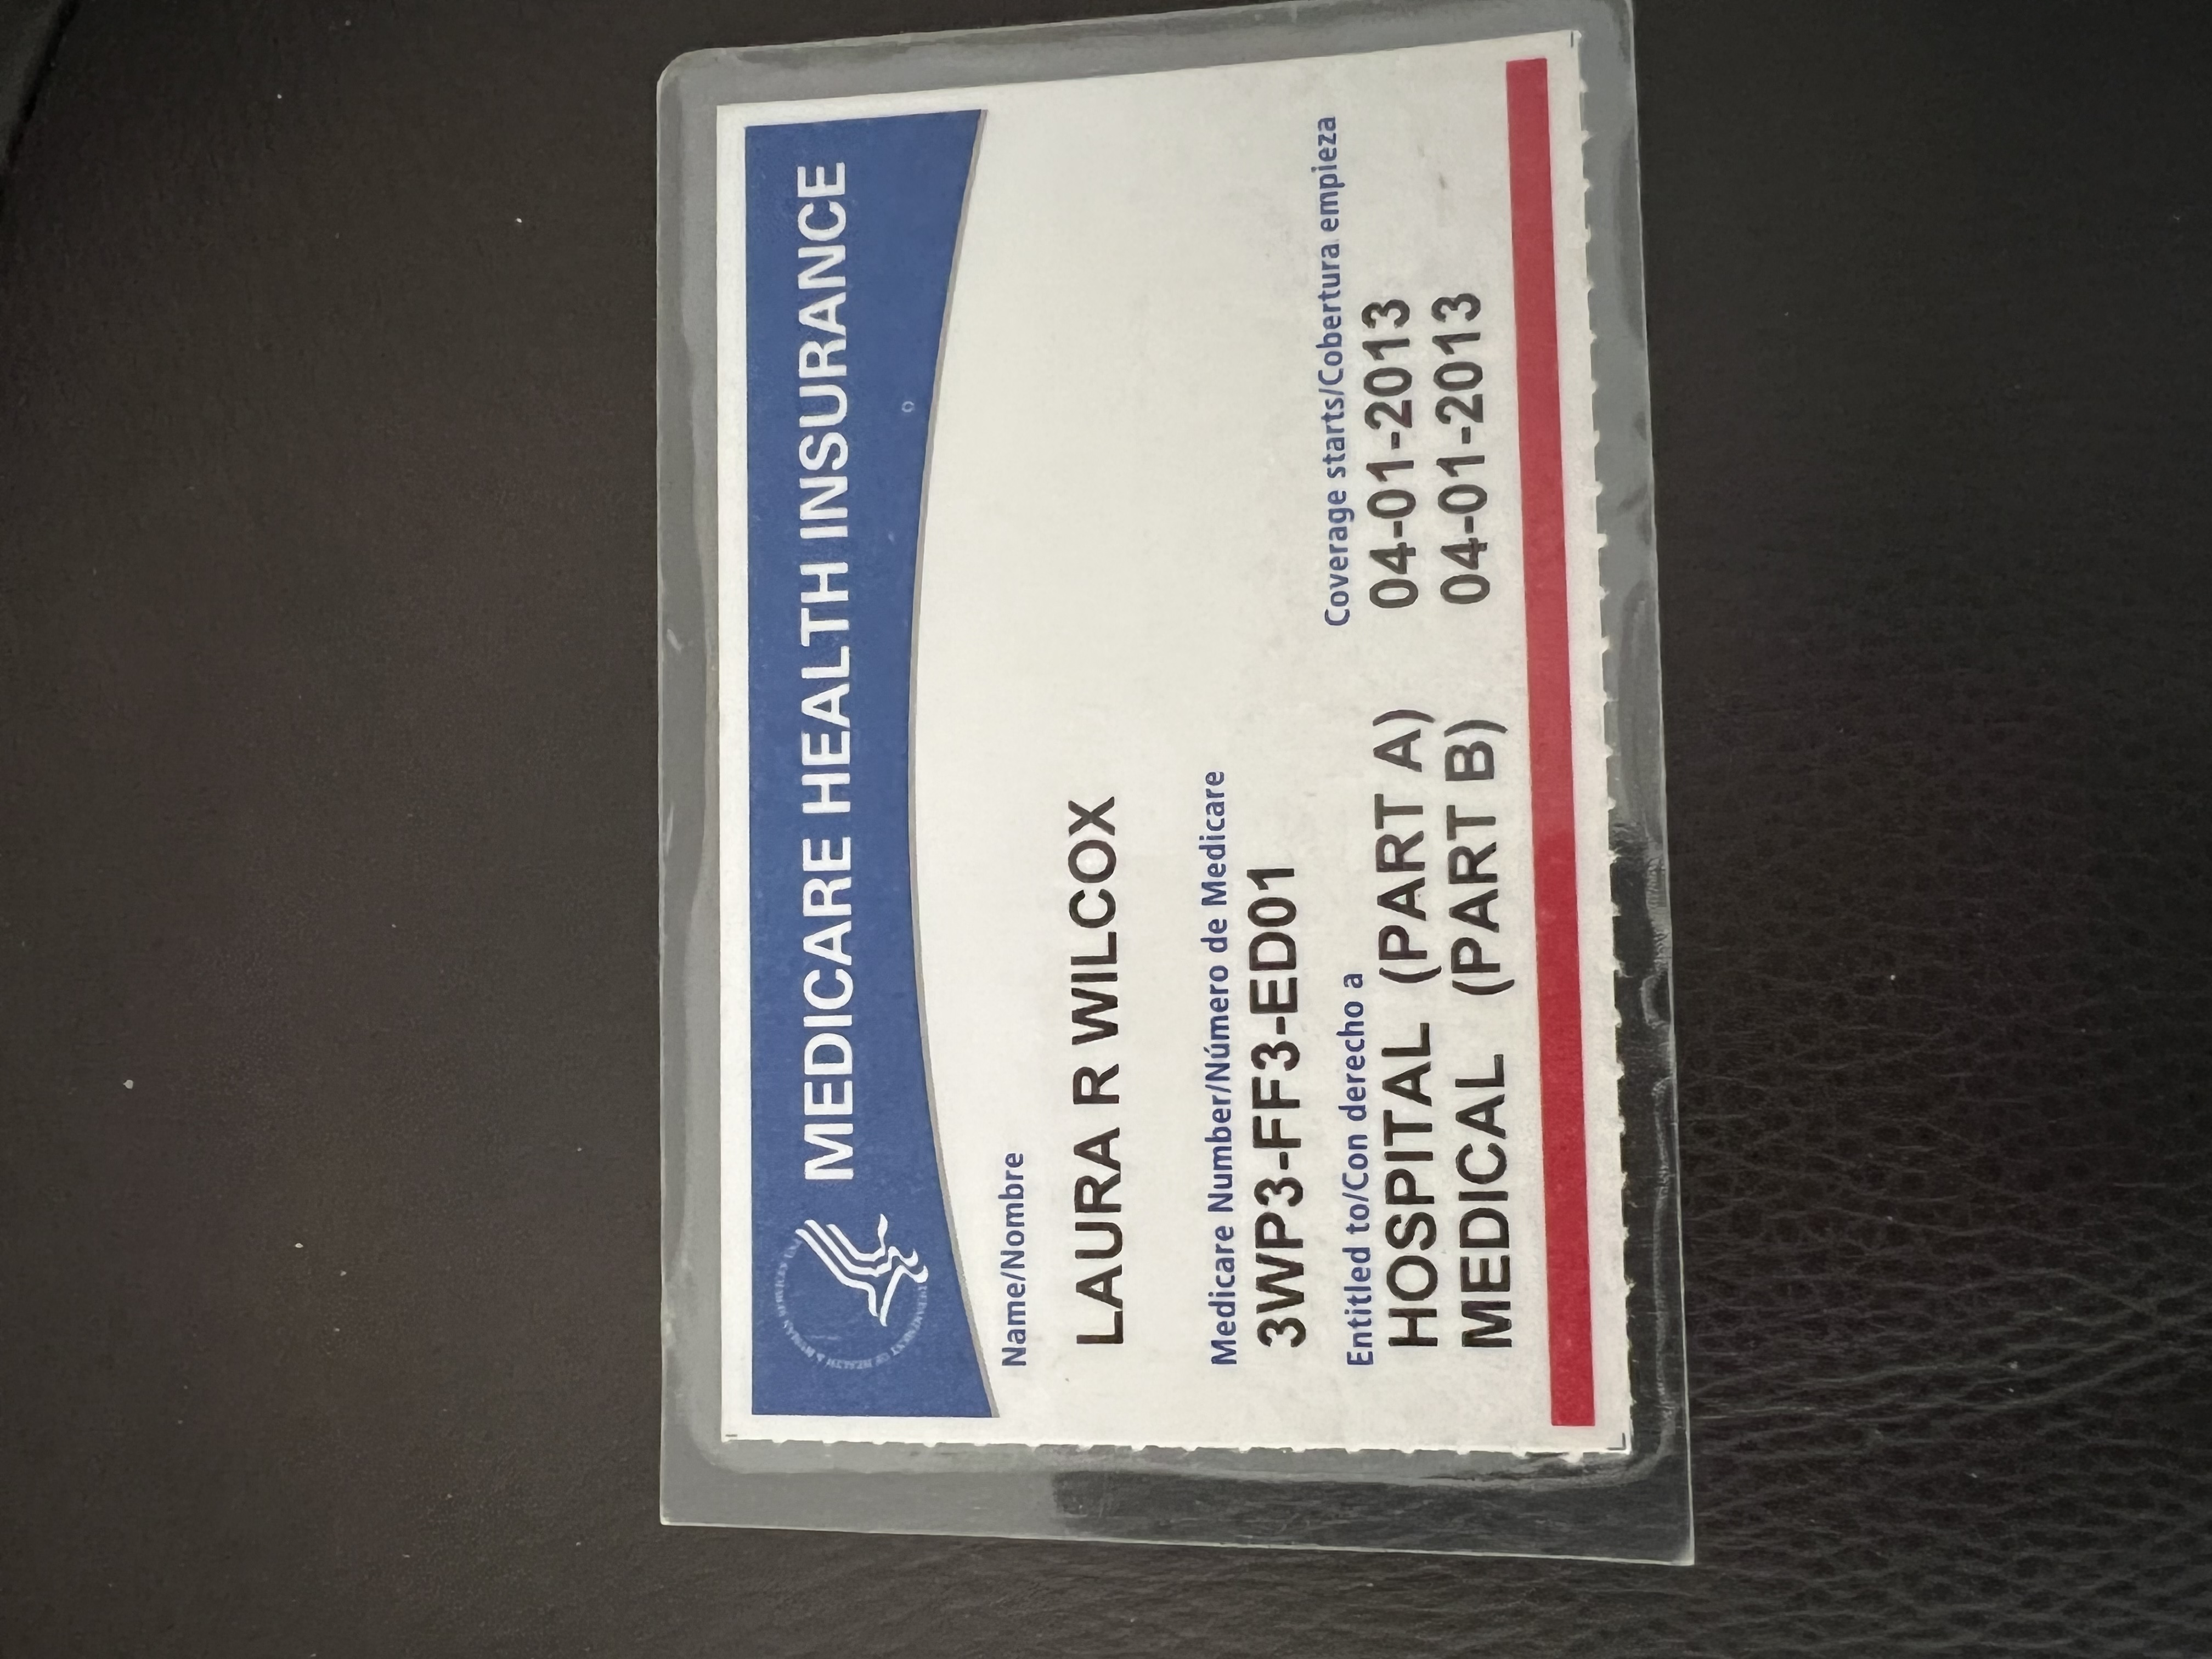 MEDICARE HEALTH INSURANCE
Name/Nombre
LAURA R WILCOX
Medicare Number/Número de Medicare
3WP3-FF3-ED01
Entitled to/Con derecho a
Coverage starts/Cobertura empieza
HOSPITAL (PART A) 04-01-2013
MEDICAL (PART B) 04-01-2013